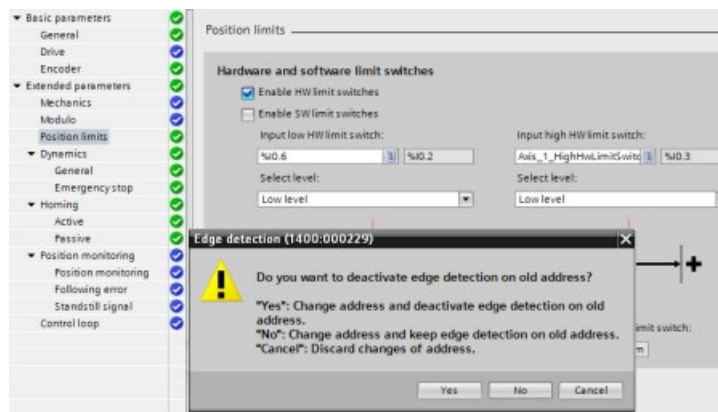 Basic parameters
General
Drive
Encoder
Extended parameters
Mechanics
Modulo
Position limits
Dynamics
General
Emergency stop
Homing
Active
Passive
Position monitoring
Position monitoring
Following error
Standstill signal
Control loop
Position limits
Hardware and software limit switches
Enable HW limit switches
Enable SW limit switches
Input low HW limit switch:
Input high HW limit switch:
%I0.6
%I0.2
Axis_1_HighHwLimitSwitc
%I0.3
Select level:
Select level:
Low level
Low level
Edge detection (1400:000229)
Do you want to deactivate edge detection on old address?
"Yes": Change address and deactivate edge detection on old
address.
"No": Change address and keep edge detection on old address.
"Cancel": Discard changes of address.
Yes
No
Cancel
imit switch:
m